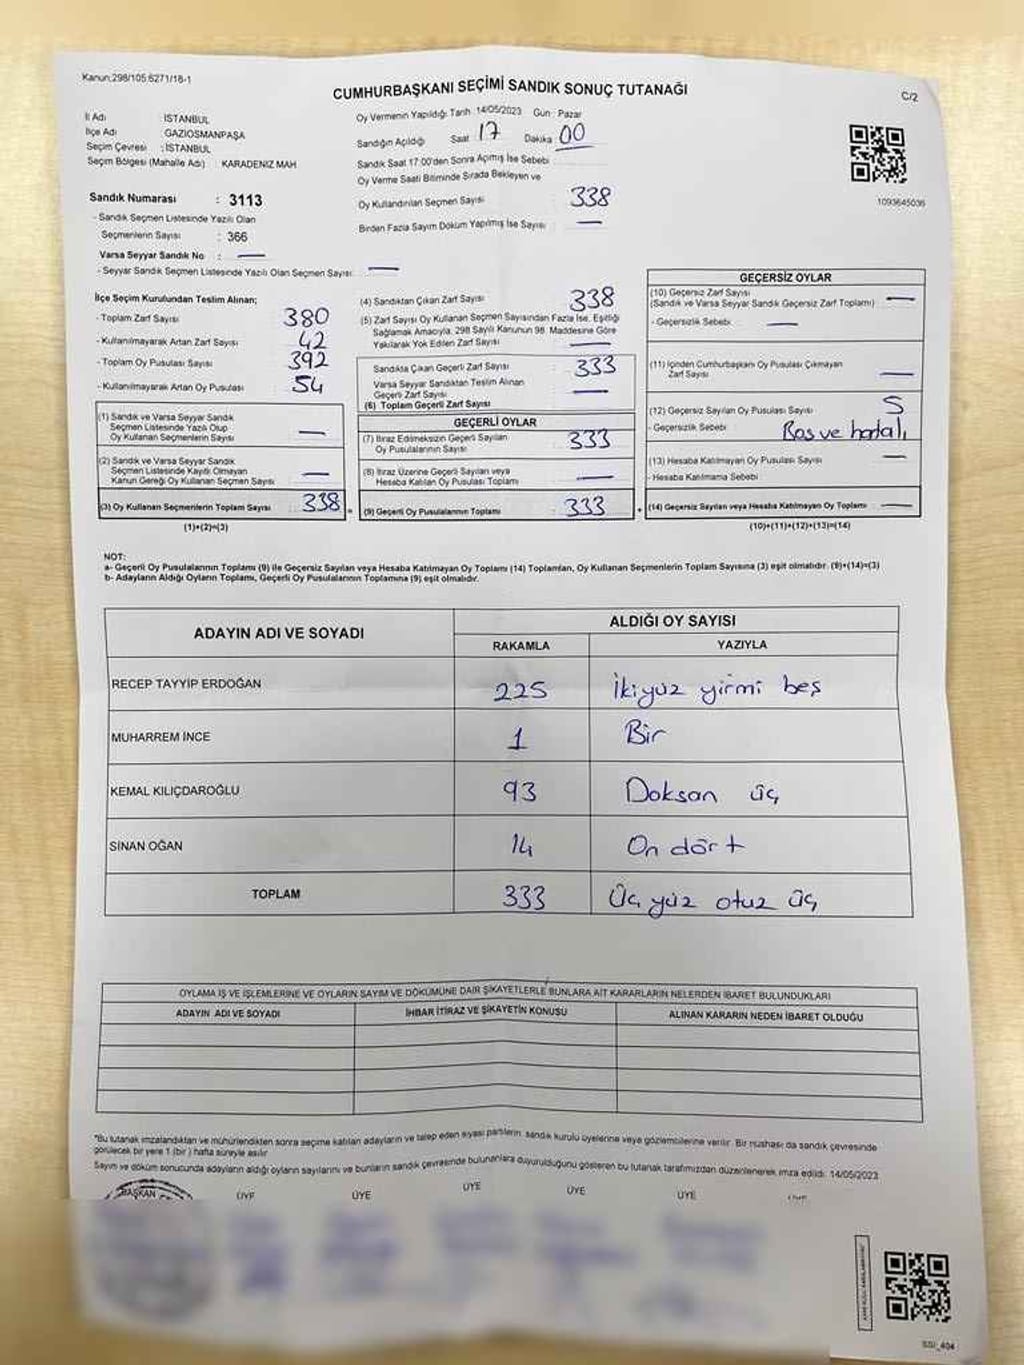 Kanun:298/105,6271/18-1
CUMHURBAŞKANI SEÇİMİ SANDIK SONUÇ TUTANAĞI
C/2
İl Adı : İSTANBUL
İlçe Adı : GAZİOSMANPAŞA
Seçim Çevresi : İSTANBUL
Seçim Bölgesi (Mahalle Adı) : KARADENİZ MAH
Sandık Numarası : 3113
- Sandık Seçmen Listesinde Yazılı Olan
Seçmenlerin Sayısı : 366
Varsa Seyyar Sandık No : —
- Seyyar Sandık Seçmen Listesinde Yazılı Olan Seçmen Sayısı: —
Oy Vermenin Yapıldığı Tarih 14/05/2023 Gün : Pazar
Sandığın Açıldığı Saat : 17 Dakika : 00
Sandık Saat 17:00'den Sonra Açılmış İse Sebebi :
Oy Verme Saati Bitiminde Sırada Bekleyen ve
Oy Kullandırılan Seçmen Sayısı : 338
Birden Fazla Sayım Döküm Yapılmış İse Sayısı : —
1093645036
İlçe Seçim Kurulundan Teslim Alınan;
- Toplam Zarf Sayısı : 380
- Kullanılmayarak Artan Zarf Sayısı : 42
- Toplam Oy Pusulası Sayısı : 392
- Kullanılmayarak Artan Oy Pusulası : 54
(1) Sandık ve Varsa Seyyar Sandık
Seçmen Listesinde Yazılı Olup
Oy Kullanan Seçmenlerin Sayısı : —
(2) Sandık ve Varsa Seyyar Sandık
Seçmen Listesinde Kayıtlı Olmayan
Kanun Gereği Oy Kullanan Seçmen Sayısı : —
(3) Oy Kullanan Seçmenlerin Toplam Sayısı : 338
(1)+(2)=(3)
(4) Sandıktan Çıkan Zarf Sayısı : 338
(5) Zarf Sayısı Oy Kullanan Seçmen Sayısından Fazla İse, Eşitliği
Sağlamak Amacıyla, 298 Sayılı Kanunun 98. Maddesine Göre
Yakılarak Yok Edilen Zarf Sayısı : —
Sandıkta Çıkan Geçerli Zarf Sayısı : 333
Varsa Seyyar Sandıktan Teslim Alınan
Geçerli Zarf Sayısı : —
(6) Toplam Geçerli Zarf Sayısı
GEÇERLİ OYLAR
(7) İtiraz Edilmeksizin Geçerli Sayılan
Oy Pusulalarının Sayısı : 333
(8) İtiraz Üzerine Geçerli Sayılan veya
Hesaba Katılan Oy Pusulası Toplamı : —
(9) Geçerli Oy Pusulalarının Toplamı : 333
GEÇERSİZ OYLAR
(10) Geçersiz Zarf Sayısı
(Sandık ve Varsa Seyyar Sandık Geçersiz Zarf Toplamı) : —
- Geçersizlik Sebebi : —
(11) İçinden Cumhurbaşkanı Oy Pusulası Çıkmayan
Zarf Sayısı : —
(12) Geçersiz Sayılan Oy Pusulası Sayısı : 5
- Geçersizlik Sebebi : Boş ve hatalı
(13) Hesaba Katılmayan Oy Pusulası Sayısı : —
- Hesaba Katılmama Sebebi :
(14) Geçersiz Sayılan veya Hesaba Katılmayan Oy Toplamı : —
(10)+(11)+(12)+(13)=(14)
NOT:
a- Geçerli Oy Pusulalarının Toplamı (9) ile Geçersiz Sayılan veya Hesaba Katılmayan Oy Toplamı (14) Toplamları, Oy Kullanan Seçmenlerin Toplam Sayısına (3) eşit olmalıdır. (9)+(14)=(3)
b- Adayların Aldığı Oyların Toplamı, Geçerli Oy Pusulalarının Toplamına (9) eşit olmalıdır.
ADAYIN ADI VE SOYADI ALDIĞI OY SAYISI
RAKAMLA YAZIYLA
RECEP TAYYİP ERDOĞAN 225 İkiyüz yirmi beş
MUHARREM İNCE 1 Bir
KEMAL KILIÇDAROĞLU 93 Doksan üç
SİNAN OĞAN 14 On dört
TOPLAM 333 Üç yüz otuz üç
OYLAMA İŞ VE İŞLEMLERİNE VE OYLARIN SAYIM VE DÖKÜMÜNE DAİR ŞİKAYETLERLE BUNLARA AİT KARARLARIN NELERDEN İBARET BULUNDUKLARI
ADAYIN ADI VE SOYADI İHBAR İTİRAZ VE ŞİKAYETİN KONUSU ALINAN KARARIN NEDEN İBARET OLDUĞU
*Bu tutanak imzalandıktan ve mühürlendikten sonra seçime katılan adayların ve talep eden siyasi partilerin sandık kurulu üyelerine veya gözlemcilerine verilir. Bir nüshası da sandık çevresinde
görülecek bir yere 1 (bir) hafta süreyle asılır
Sayım ve döküm sonucunda adayların aldığı oyların sayılarını ve bunların sandık çevresinde bulunanlara duyurulduğunu gösteren bu tutanak tarafımızdan düzenlenerek imza edildi. 14/05/2023
BAŞKAN ÜYE ÜYE ÜYE ÜYE ÜYE
SSİ_404